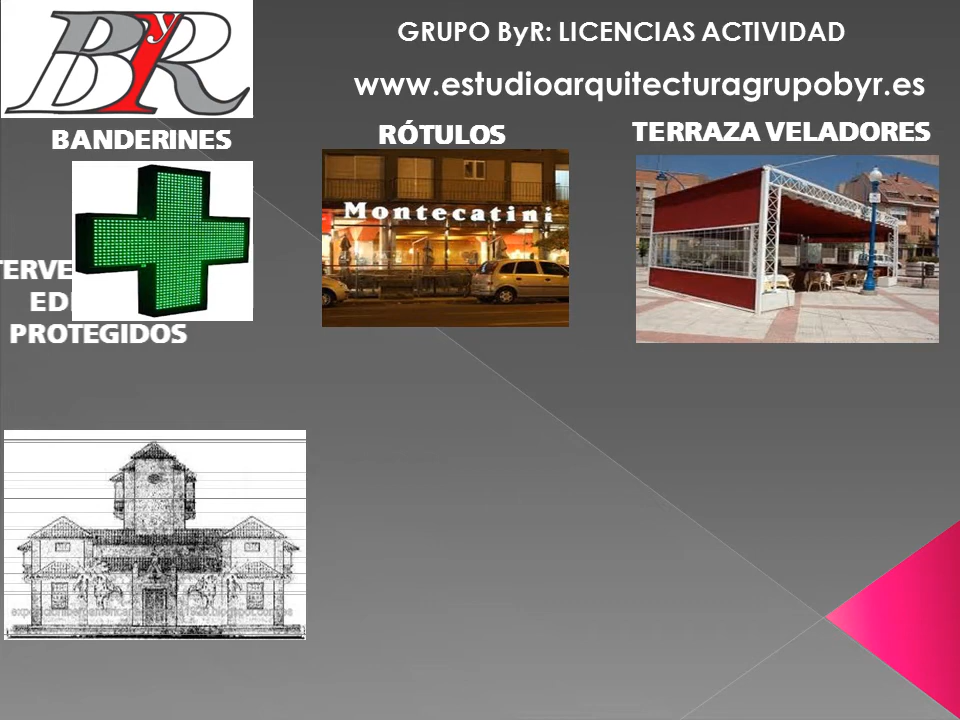 ByR
GRUPO ByR: LICENCIAS ACTIVIDAD
www.estudioarquitecturagrupobyr.es
BANDERINES
RÓTULOS
TERRAZA VELADORES
Montecatini
PROTEGIDOS